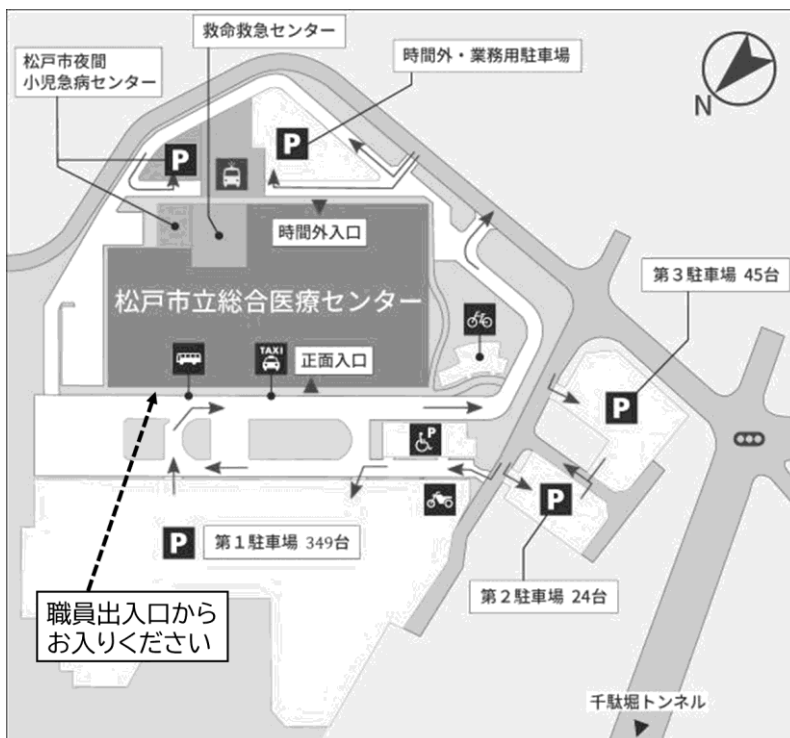 救命救急センター
松戸市夜間
小児急病センター
時間外・業務用駐車場
N
P
P
時間外入口
松戸市立総合医療センター
第3駐車場 45台
TAXI
正面入口
P
P
P
第1駐車場 349台
P
第2駐車場 24台
職員出入口から
お入りください
千駄堀トンネル